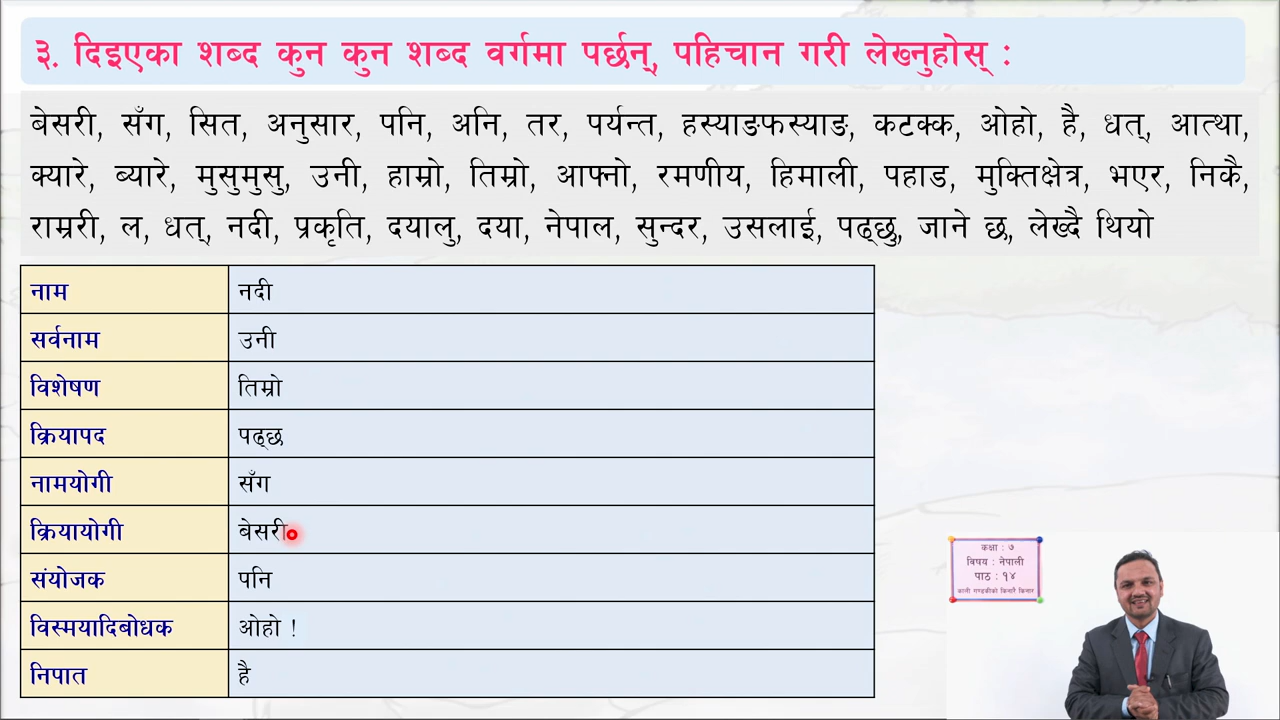 ३. दिइएका शब्द कुन कुन शब्द वर्गमा पर्छन्, पहिचान गरी लेख्नुहोस् :
बेसरी, सँग, सित, अनुसार, पनि, अनि, तर, पर्यन्त, हस्याङफस्याङ, कटक्क, ओहो, है, धत्, आत्था,
क्यारे, ब्यारे, मुसुमुसु, उनी, हाम्रो, तिम्रो, आफ्नो, रमणीय, हिमाली, पहाड, मुक्तिक्षेत्र, भएर, निकै,
राम्ररी, ल, धत्, नदी, प्रकृति, दयालु, दया, नेपाल, सुन्दर, उसलाई, पढ्छु, जाने छ, लेख्दै थियो
नाम नदी
सर्वनाम उनी
विशेषण तिम्रो
क्रियापद पढ्छ
नामयोगी सँग
क्रियायोगी बेसरी
संयोजक पनि
विस्मयादिबोधक ओहो !
निपात है
कक्षा : ७
विषय : नेपाली
पाठ : १४
काली गण्डकीको किनारै किनार